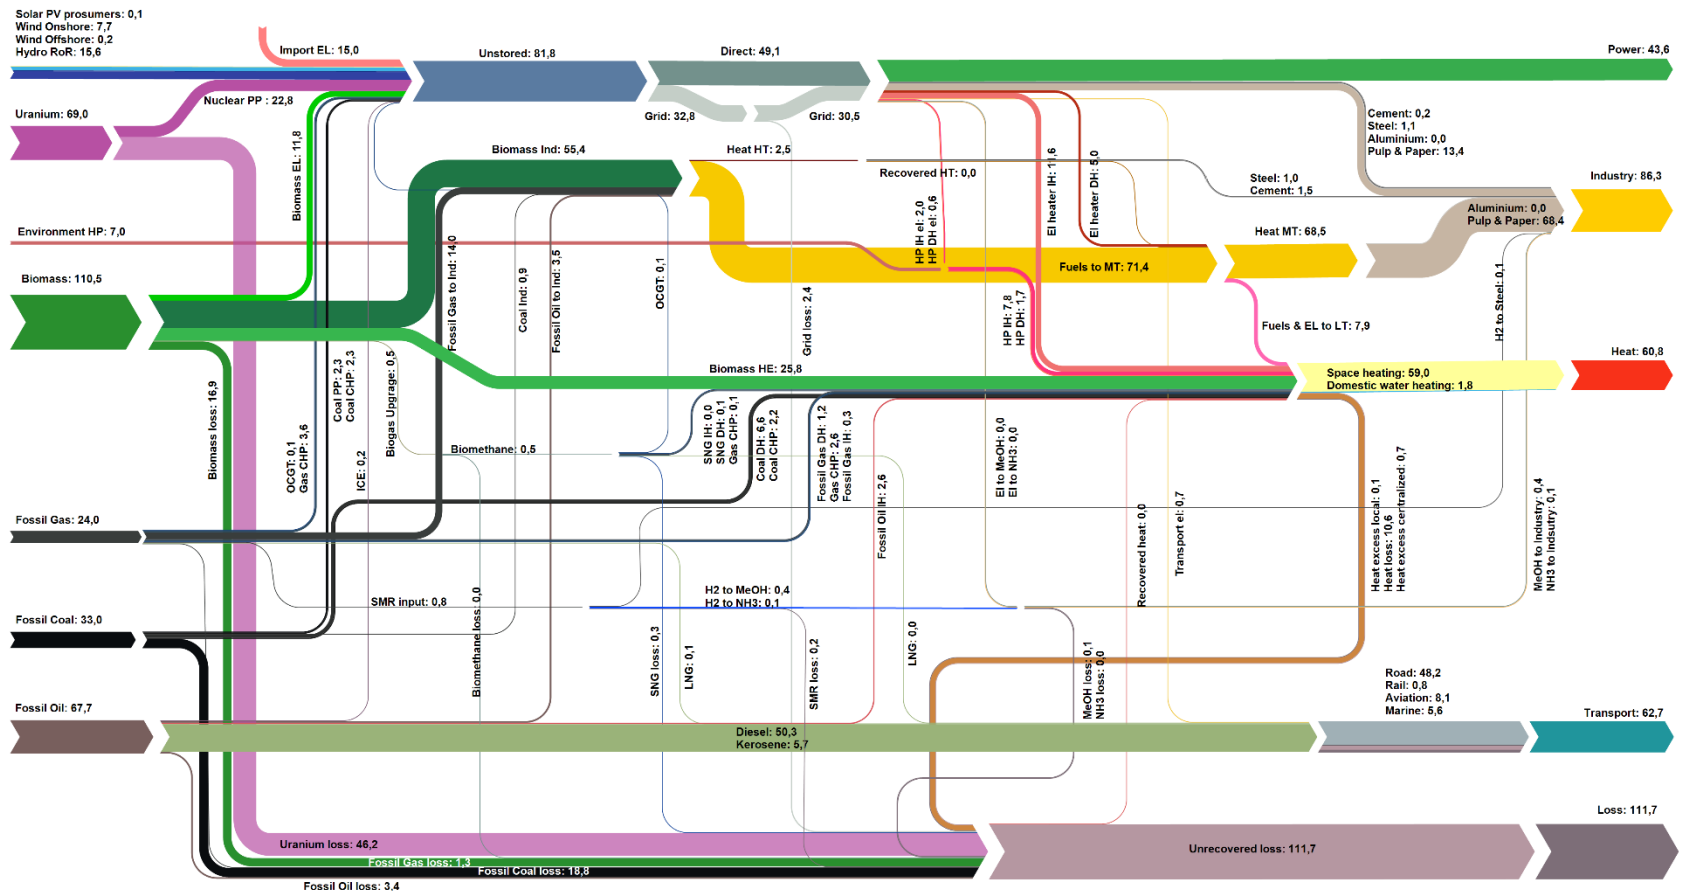 Solar PV prosumers: 0,1
Wind Onshore: 7,7
Wind Offshore: 0,2
Hydro RoR: 15,6
Import EL: 15,0
Unstored: 81,8
Direct: 49,1
Power: 43,6
Nuclear PP : 22,8
Uranium: 69,0
Grid: 32,8
Grid: 30,5
Cement: 0,2
Steel: 1,1
Aluminium: 0,0
Pulp & Paper: 13,4
Biomass EL: 11,8
Biomass Ind: 55,4
Heat HT: 2,5
Recovered HT: 0,0
El heater IH: 11,6
El heater DH: 5,0
Steel: 1,0
Cement: 1,5
Industry: 86,3
Aluminium: 0,0
Pulp & Paper: 68,4
Environment HP: 7,0
HP IH el: 2,0
HP DH el: 0,6
Heat MT: 68,5
Fuels to MT: 71,4
Biomass: 110,5
Fossil Gas to Ind: 14,0
Coal Ind: 0,9
Fossil Oil to Ind: 3,5
OCGT: 0,1
Grid loss: 2,4
HP IH: 7,8
HP DH: 1,7
Fuels & EL to LT: 7,9
H2 to Steel: 0,1
Heat: 60,8
Biomass HE: 25,8
Space heating: 59,0
Domestic water heating: 1,8
Coal PP: 2,3
Coal CHP: 2,3
Biogas Upgrage: 0,5
Biomass loss: 16,9
OCGT: 0,1
Gas CHP: 3,6
ICE: 0,2
Biomethane: 0,5
SNG IH: 0,0
SNG DH: 0,1
Gas CHP: 0,1
Coal DH: 6,6
Coal CHP: 2,2
Fossil Gas DH: 1,2
Gas CHP: 2,6
Fossil Gas IH: 0,3
Fossil Oil IH: 2,6
El to MeOH: 0,0
El to NH3: 0,0
Recovered heat: 0,0
Transport el: 0,7
Heat excess local: 0,1
Heat loss: 10,6
Heat excess centralized: 0,7
MeOH to Industry: 0,4
NH3 to Indsutry: 0,1
Fossil Gas: 24,0
SMR input: 0,8
H2 to MeOH: 0,4
H2 to NH3: 0,1
Fossil Coal: 33,0
Biomethane loss: 0,0
SNG loss: 0,3
LNG: 0,1
SMR loss: 0,2
LNG: 0,0
MeOH loss: 0,1
NH3 loss: 0,0
Road: 48,2
Rail: 0,8
Aviation: 8,1
Marine: 5,6
Fossil Oil: 67,7
Transport: 62,7
Diesel: 50,3
Kerosene: 5,7
Loss: 111,7
Uranium loss: 46,2
Unrecovered loss: 111,7
Fossil Gas loss: 1,3
Fossil Coal loss: 18,8
Fossil Oil loss: 3,4